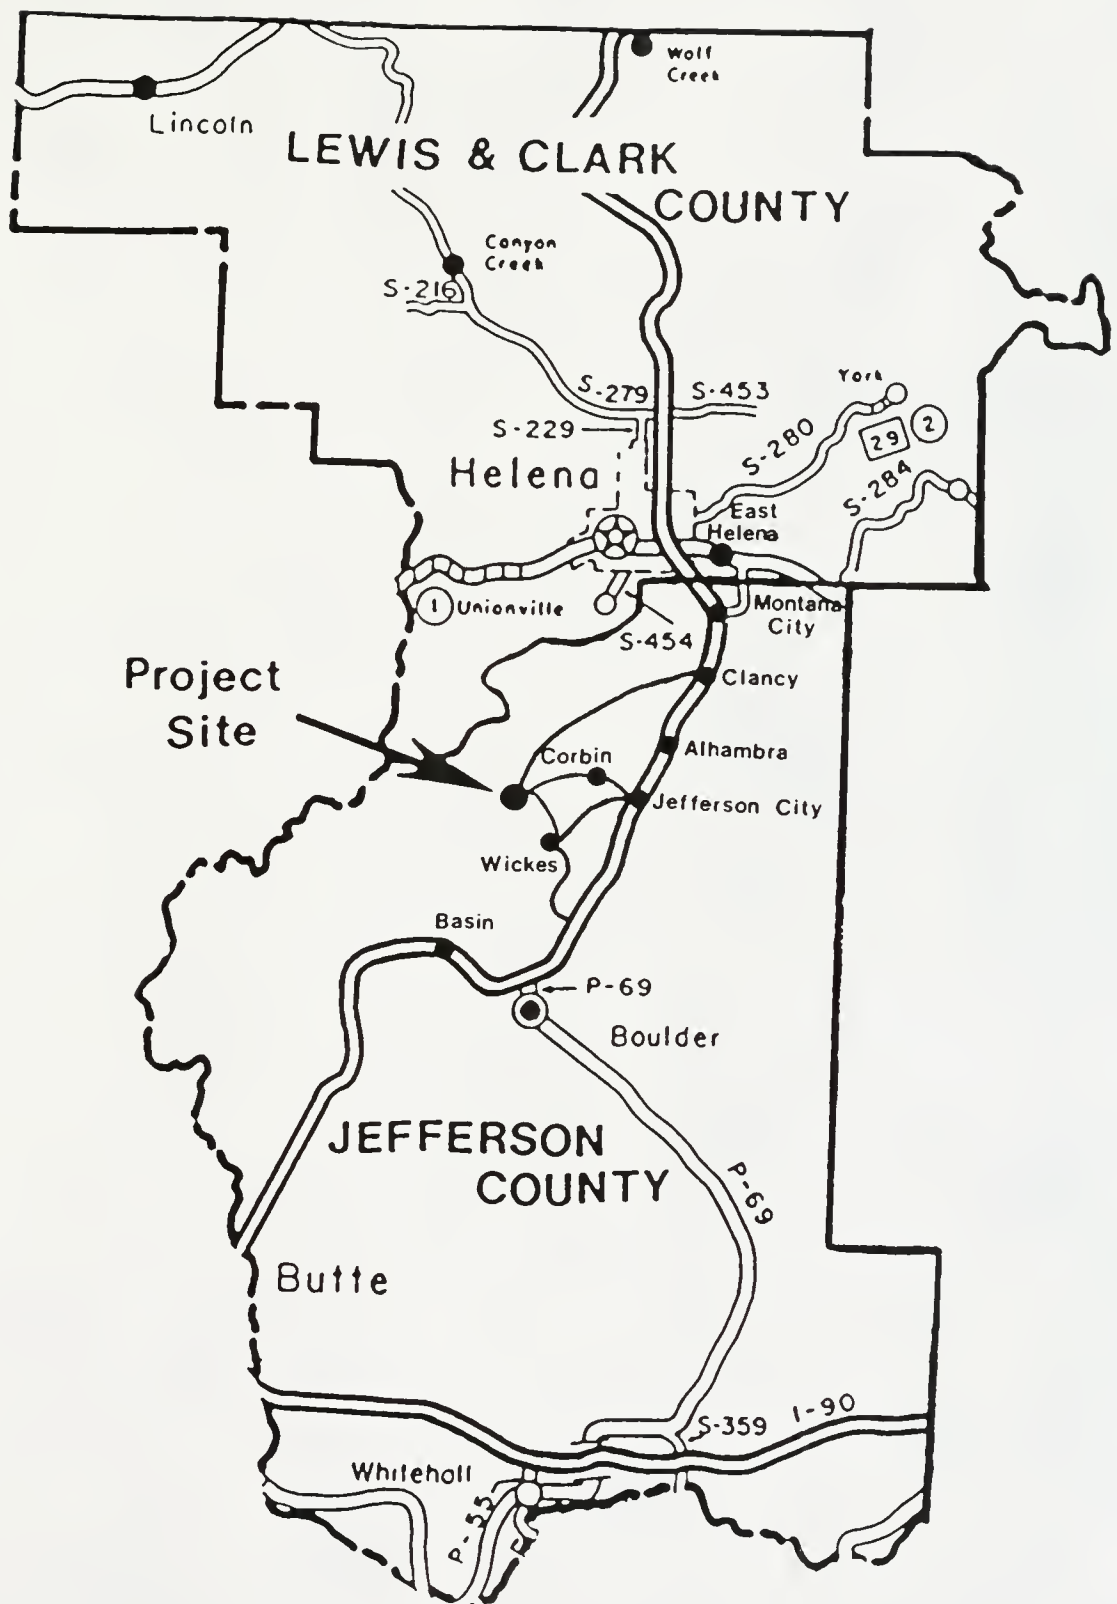 Wolf
Creek
Lincoln
LEWIS & CLARK
COUNTY
Canyon
Creek
S-216
York
S-279
S-453
S-229
S-280
29
2
Helena
S-284
East
Helena
1
Unionville
Montana
City
S-454
Project
Site
Clancy
Alhambra
Corbin
Jefferson City
Wickes
Basin
P-69
Boulder
JEFFERSON
COUNTY
P-69
Butte
I-90
S-359
Whitehall
P-55